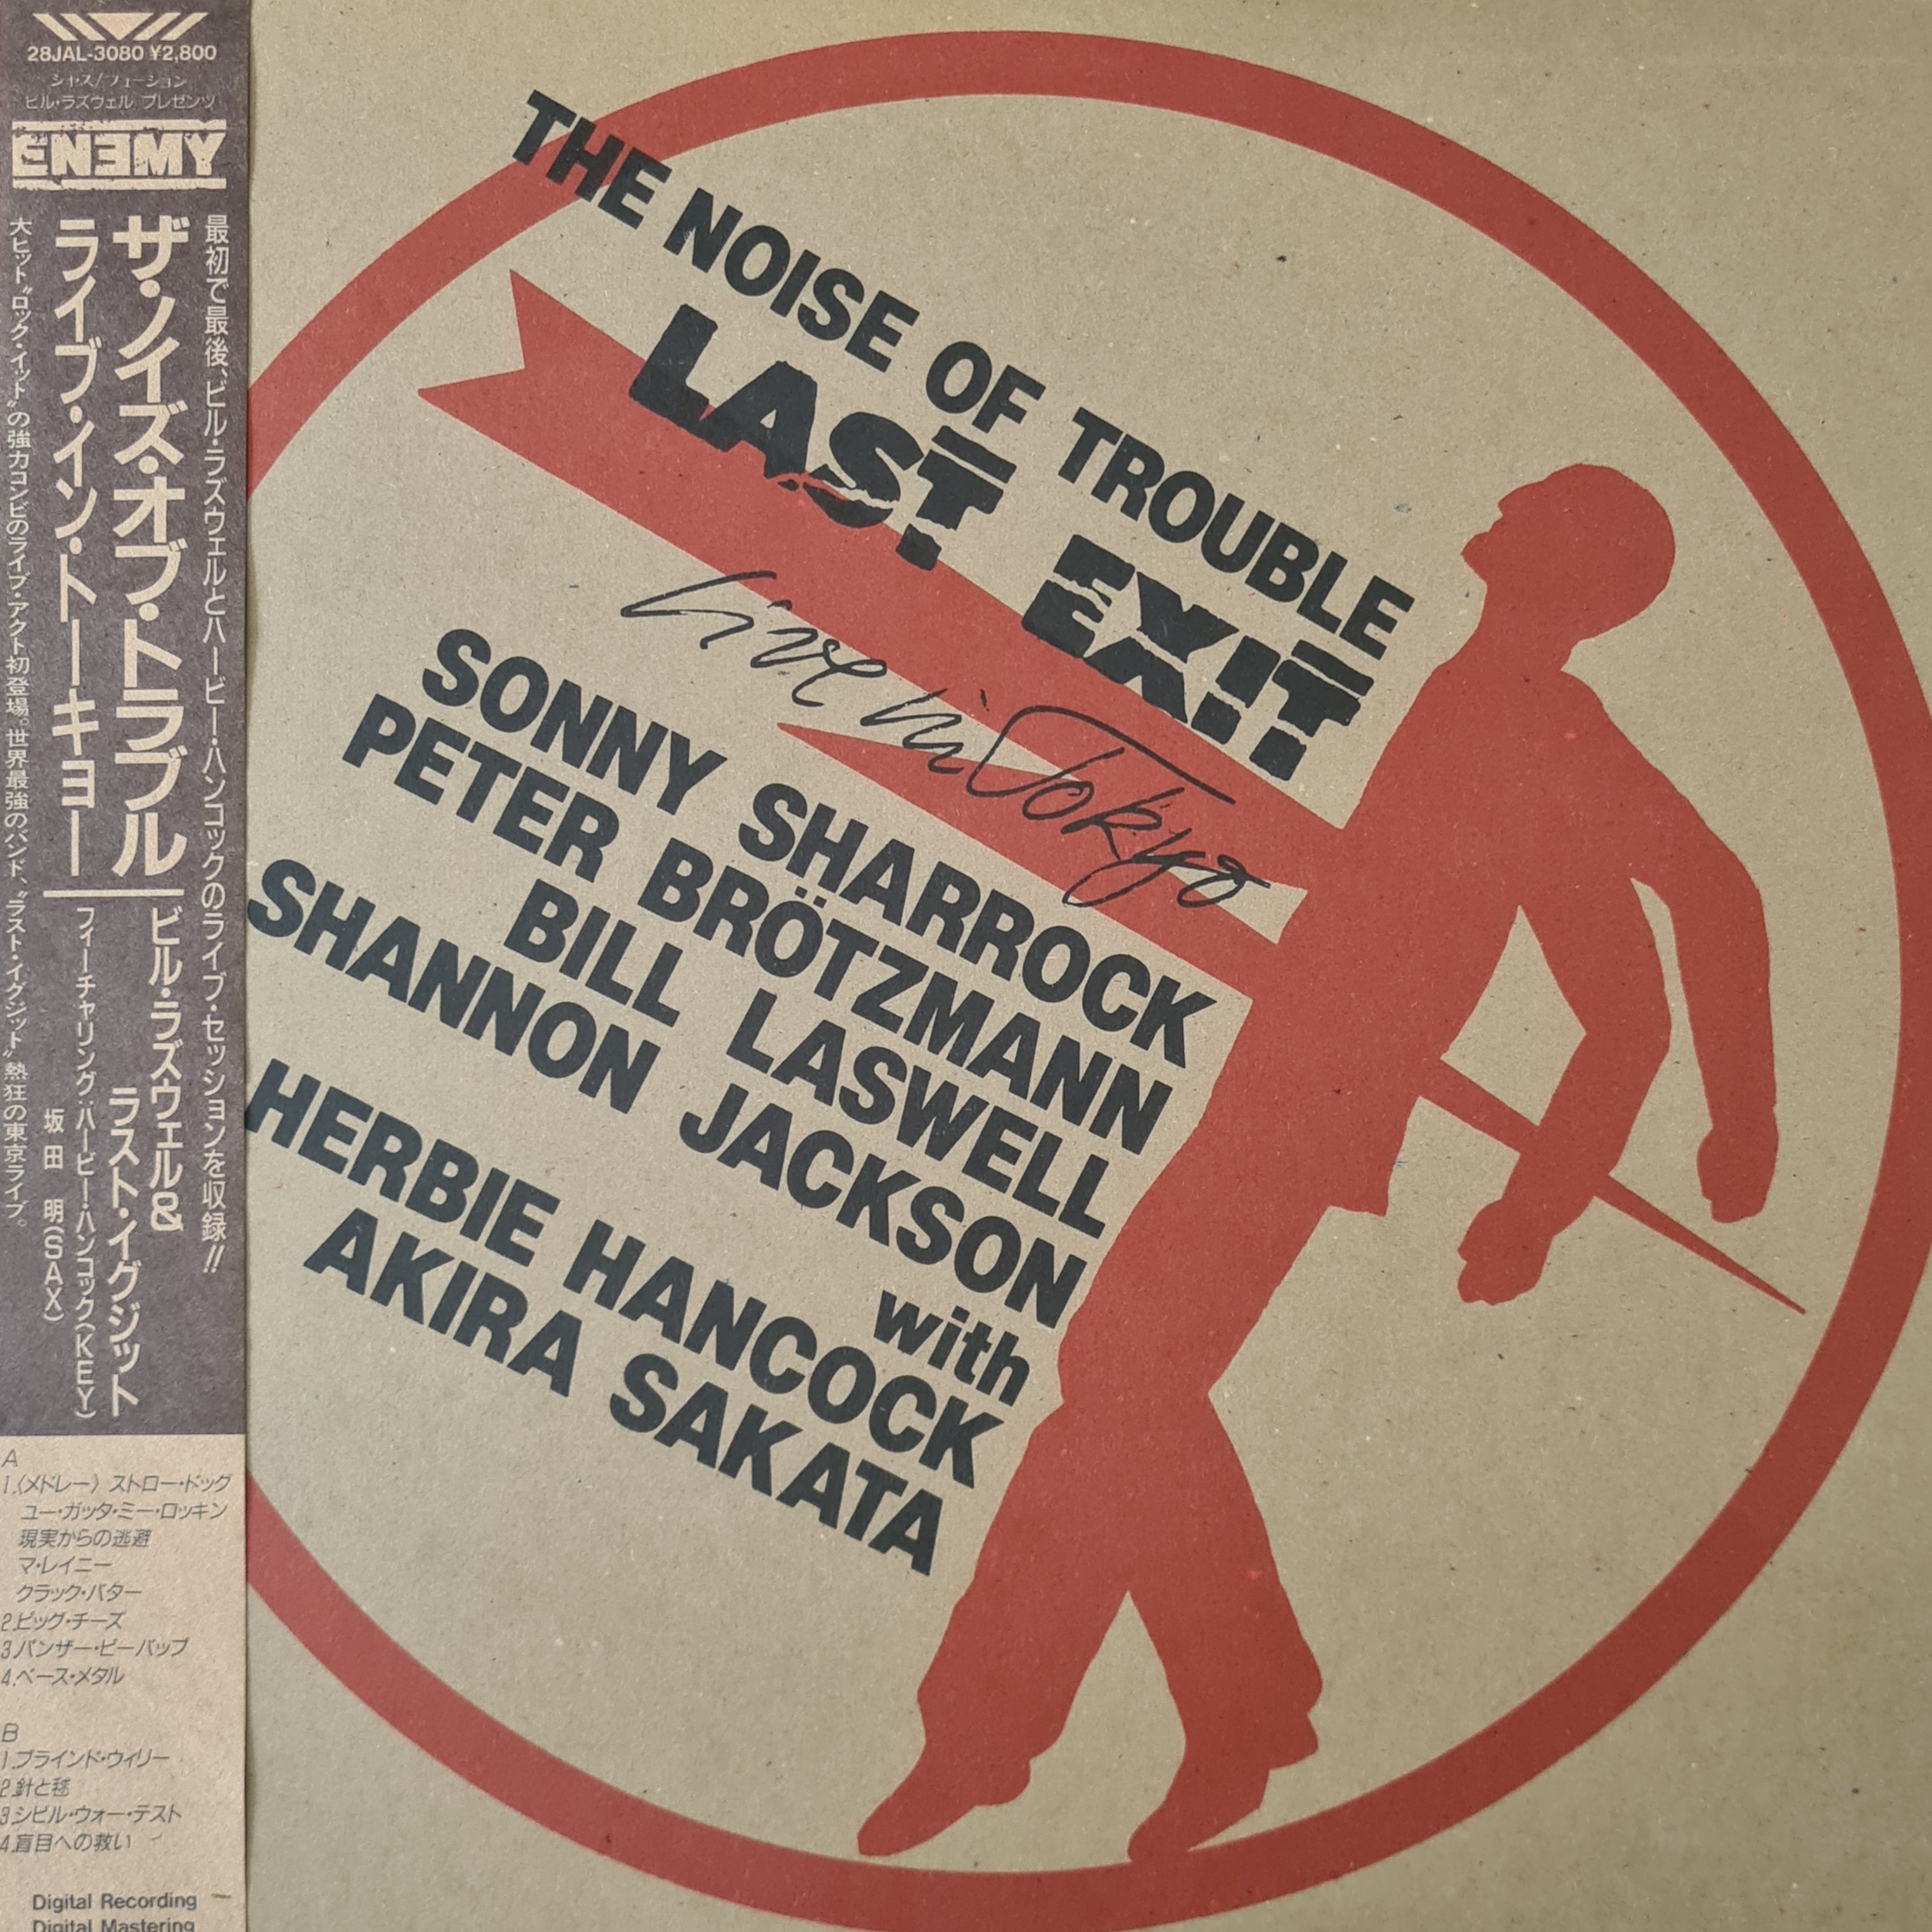 28JAL-3080 ¥2,800
ジャズ/フュージョン
ビル・ラズウェル プレゼンツ
ENEMY
最初で最後、ビル・ラズウェルとハービー・ハンコックのライブ・セッションを収録!!
ザ・ノイズ・オブ・トラブル
ライブ・イン・トーキョー
ビル・ラズウェル&
ラスト・イグジット
フィーチャリング:ハービー・ハンコック(KEY)
坂田 明(SAX)
大ヒット“ロック・イット”の強力コンビのライブ・アクト初登場。世界最強のバンド、“ラスト・イグジット”熱狂の東京ライブ。
A
1.〈メドレー〉ストロー・ドッグ
ユー・ガッタ・ミー・ロッキン
現実からの逃避
マ・レイニー
クラック・バター
2.ビッグ・チーズ
3.パンザー・ビーバップ
4.ベース・メタル
B
1.ブラインド・ウィリー
2.針と毬
3.シビル・ウォー・テスト
4.盲目への救い
Digital Recording
Digital Mastering
THE NOISE OF TROUBLE
LAST EXIT
Live in Tokyo
SONNY SHARROCK
PETER BRÖTZMANN
BILL LASWELL
SHANNON JACKSON
with
HERBIE HANCOCK
AKIRA SAKATA